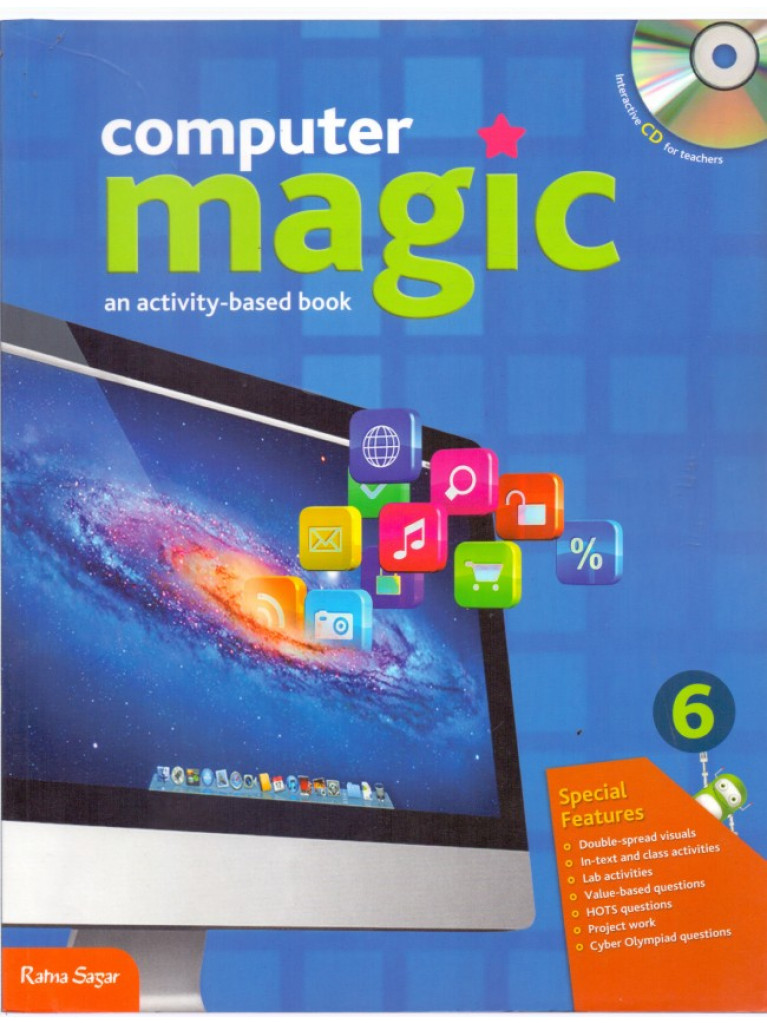 Interactive CD for teachers
computer
magic
an activity-based book
%
6
Special
Features
Double-spread visuals
In-text and class activities
Lab activities
Value-based questions
HOTS questions
Project work
Cyber Olympiad questions
Ratna Sagar